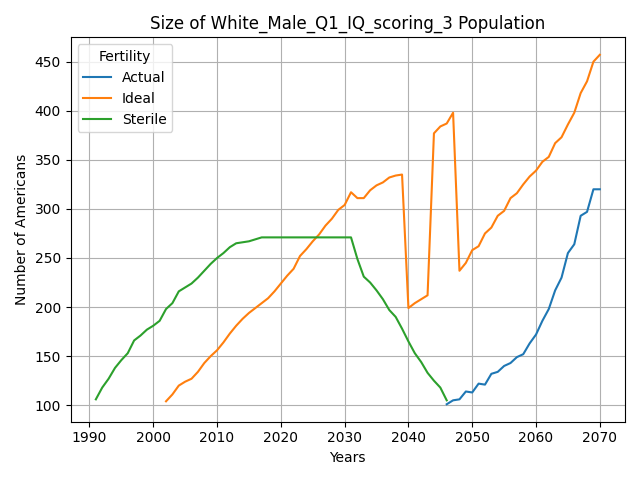 Size of White_Male_Q1_IQ_scoring_3 Population
Fertility
Actual
Ideal
Sterile
450
400
350
300
250
200
150
100
Number of Americans
1990
2000
2010
2020
2030
2040
2050
2060
2070
Years